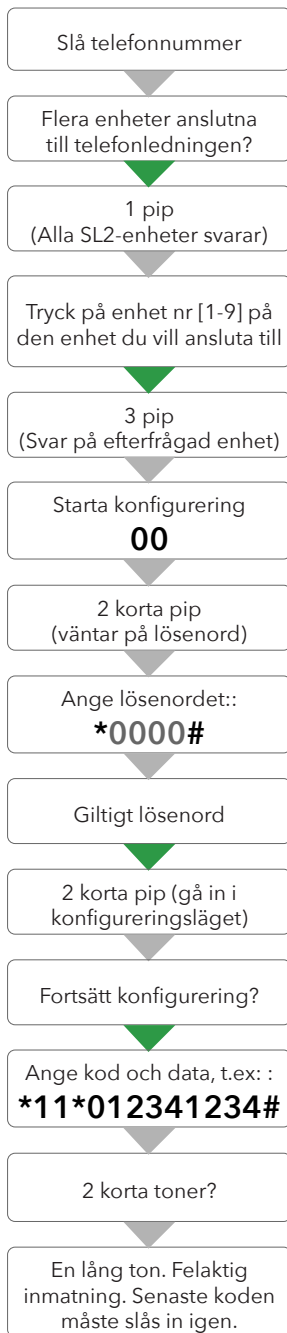 Slå telefonnummer
Flera enheter anslutna
till telefonledningen?
1 pip
(Alla SL2-enheter svarar)
Tryck på enhet nr [1-9] på
den enhet du vill ansluta till
3 pip
(Svar på efterfrågad enhet)
Starta konfigurering
00
2 korta pip
(väntar på lösenord)
Ange lösenordet::
*0000#
Giltigt lösenord
2 korta pip (gå in i
konfigureringsläget)
Fortsätt konfigurering?
Ange kod och data, t.ex: :
*11*012341234#
2 korta toner?
En lång ton. Felaktig
inmatning. Senaste koden
måste slås in igen.